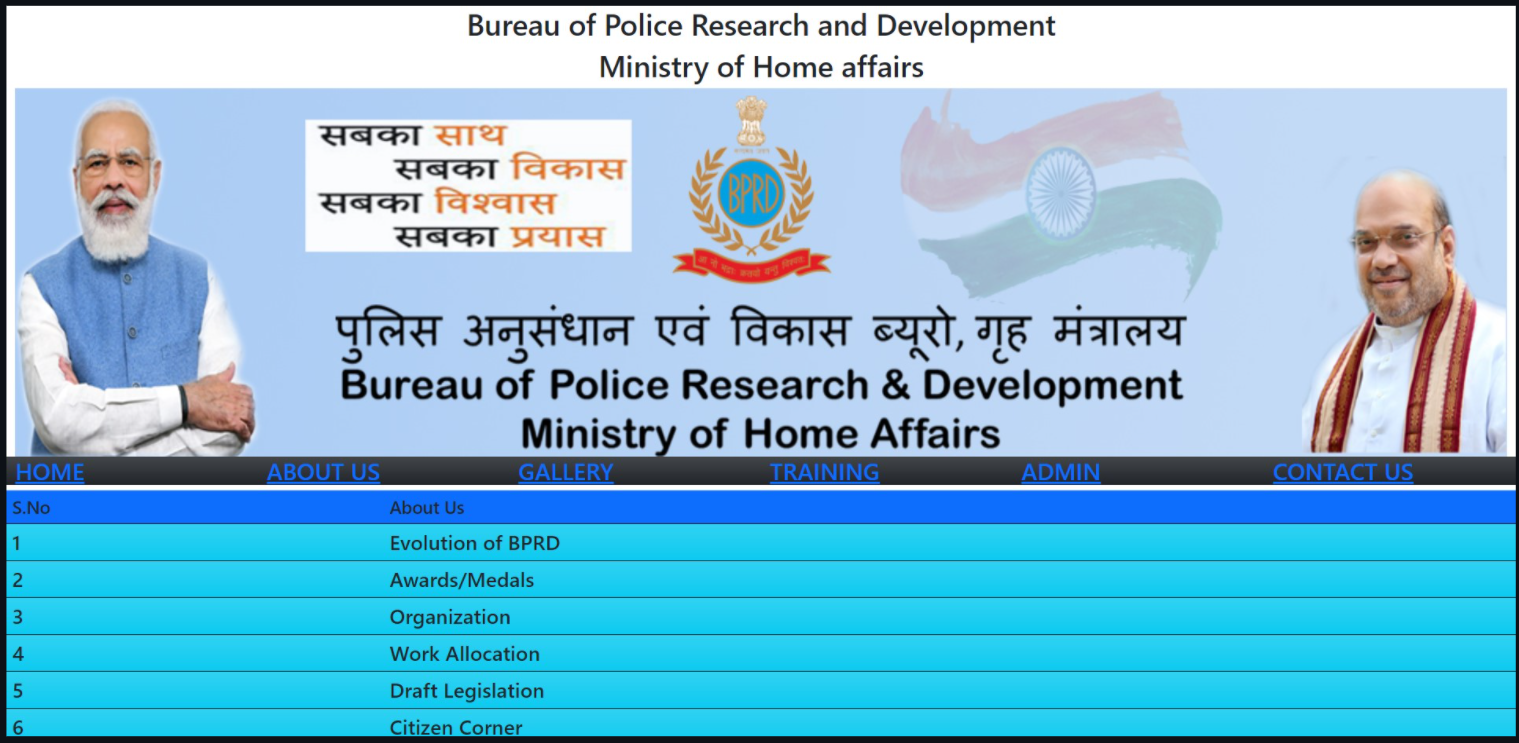 Bureau of Police Research and Development
Ministry of Home affairs
सबका साथ
सबका विकास
सबका विश्वास
सबका प्रयास
BPRD
पुलिस अनुसंधान एवं विकास ब्यूरो, गृह मंत्रालय
Bureau of Police Research & Development
Ministry of Home Affairs
HOME ABOUT US GALLERY TRAINING ADMIN CONTACT US
S.No About Us
1 Evolution of BPRD
2 Awards/Medals
3 Organization
4 Work Allocation
5 Draft Legislation
6 Citizen Corner